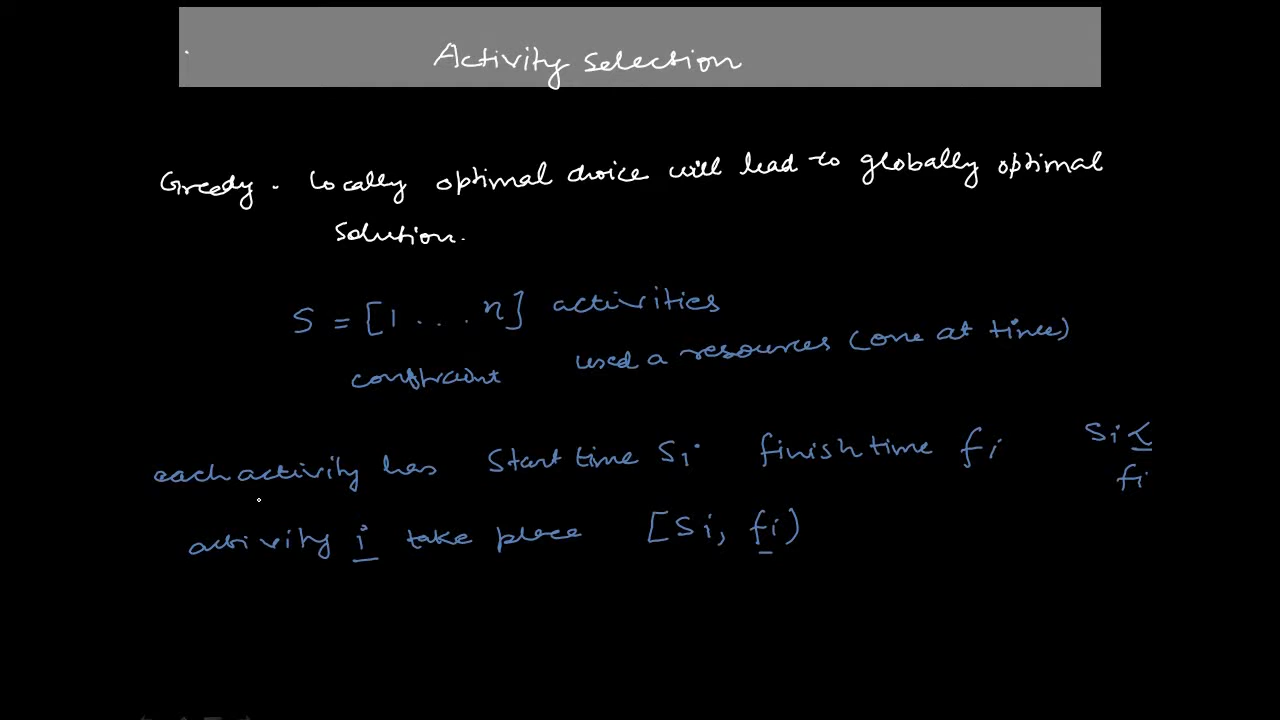 Activity selection
Greedy. Locally optimal choice will lead to globally optimal
solution.
S = [1 . . . n] activities
constraint used a resources (one at time)
each activity has start time Si finish time fi Si ≤
fi
activity i take place [Si, fi)